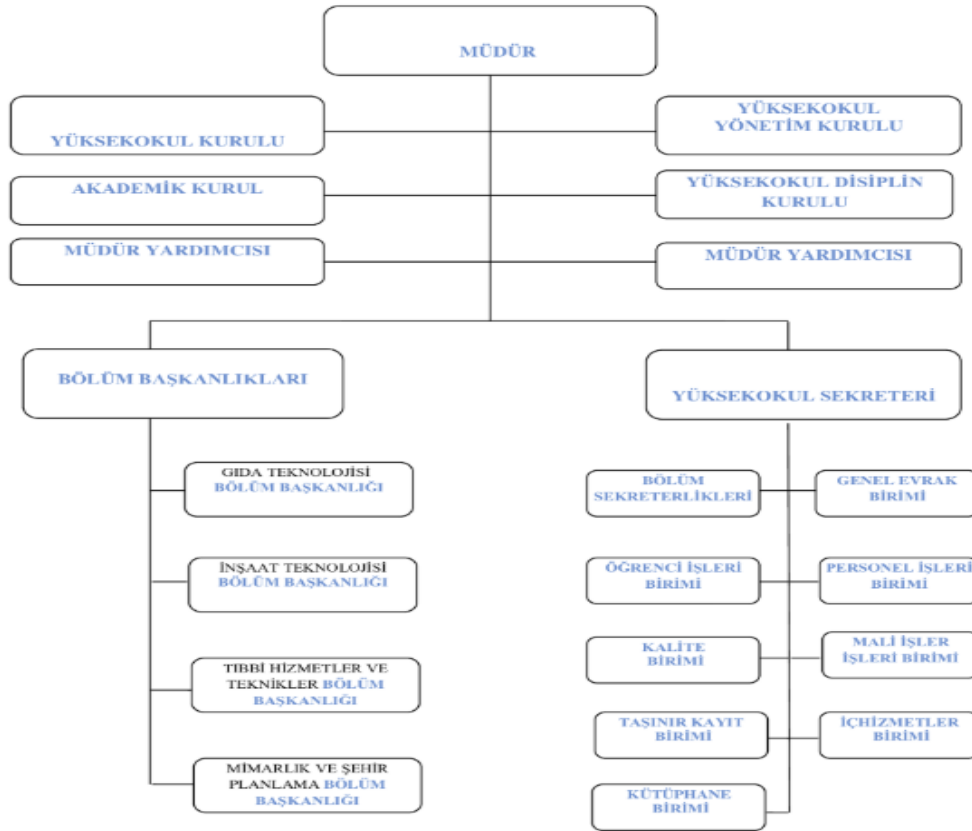 MÜDÜR
YÜKSEKOKUL KURULU
YÜKSEKOKUL
YÖNETİM KURULU
AKADEMİK KURUL
YÜKSEKOKUL DİSİPLİN
KURULU
MÜDÜR YARDIMCISI
MÜDÜR YARDIMCISI
BÖLÜM BAŞKANLIKLARI
YÜKSEKOKUL SEKRETERİ
GIDA TEKNOLOJİSİ
BÖLÜM BAŞKANLIĞI
İNŞAAT TEKNOLOJİSİ
BÖLÜM BAŞKANLIĞI
TIBBİ HİZMETLER VE
TEKNİKLER BÖLÜM
BAŞKANLIĞI
MİMARLIK VE ŞEHİR
PLANLAMA BÖLÜM
BAŞKANLIĞI
BÖLÜM
SEKRETERLİKLERİ
GENEL EVRAK
BİRİMİ
ÖĞRENCİ İŞLERİ
BİRİMİ
PERSONEL İŞLERİ
BİRİMİ
KALİTE
BİRİMİ
MALİ İŞLER
İŞLERİ BİRİMİ
TAŞINIR KAYIT
BİRİMİ
İÇHİZMETLER
BİRİMİ
KÜTÜPHANE
BİRİMİ